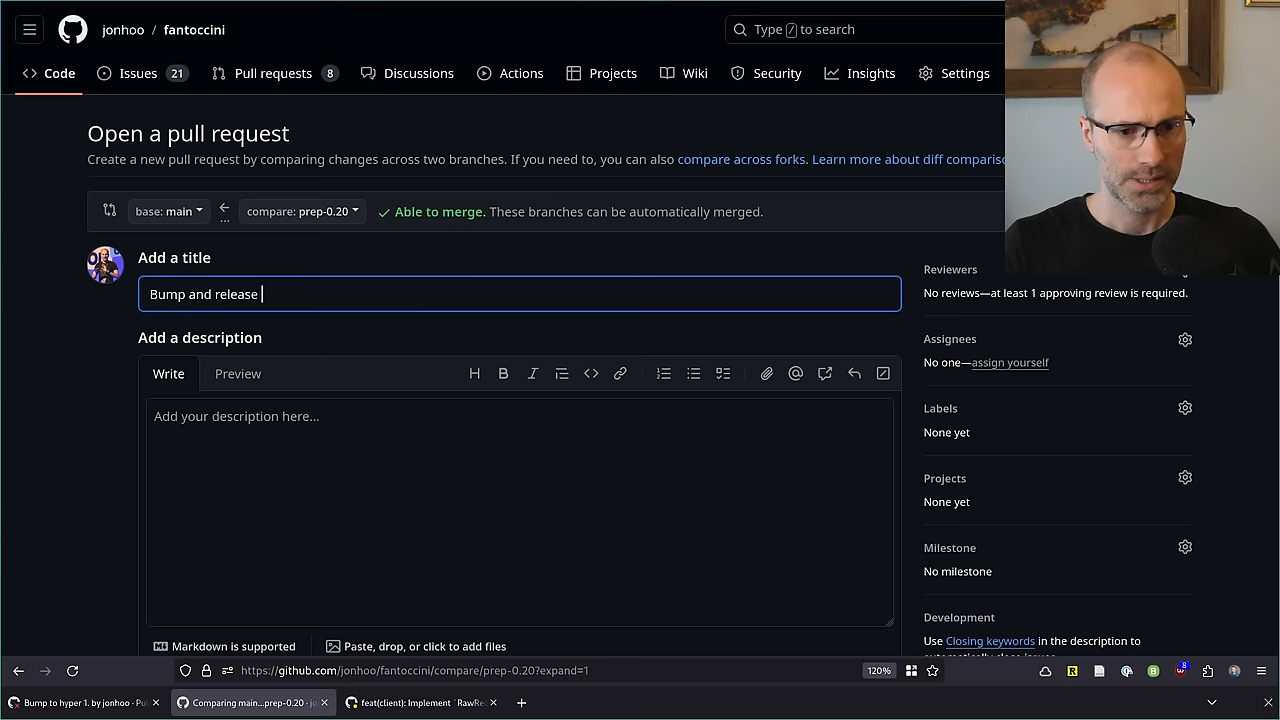 jonhoo / fantoccini
Type / to search
Code
Issues 21
Pull requests 8
Discussions
Actions
Projects
Wiki
Security
Insights
Settings
Open a pull request
Create a new pull request by comparing changes across two branches. If you need to, you can also compare across forks. Learn more about diff
base: main
...
compare: prep-0.20
Able to merge. These branches can be automatically merged.
Add a title
Bump and release
Add a description
Write
Preview
Add your description here...
Markdown is supported
Paste, drop, or click to add files
Reviewers
No reviews—at least 1 approving review is required.
Assignees
No one—assign yourself
Labels
None yet
Projects
None yet
Milestone
No milestone
Development
Use Closing keywords in the description to
automatically close issues
https://github.com/jonhoo/fantoccini/compare/prep-0.20?expand=1
120%
8
Bump to hyper 1. by jonhoo ·
Comparing main...prep-0.20 ·
feat(client): Implement